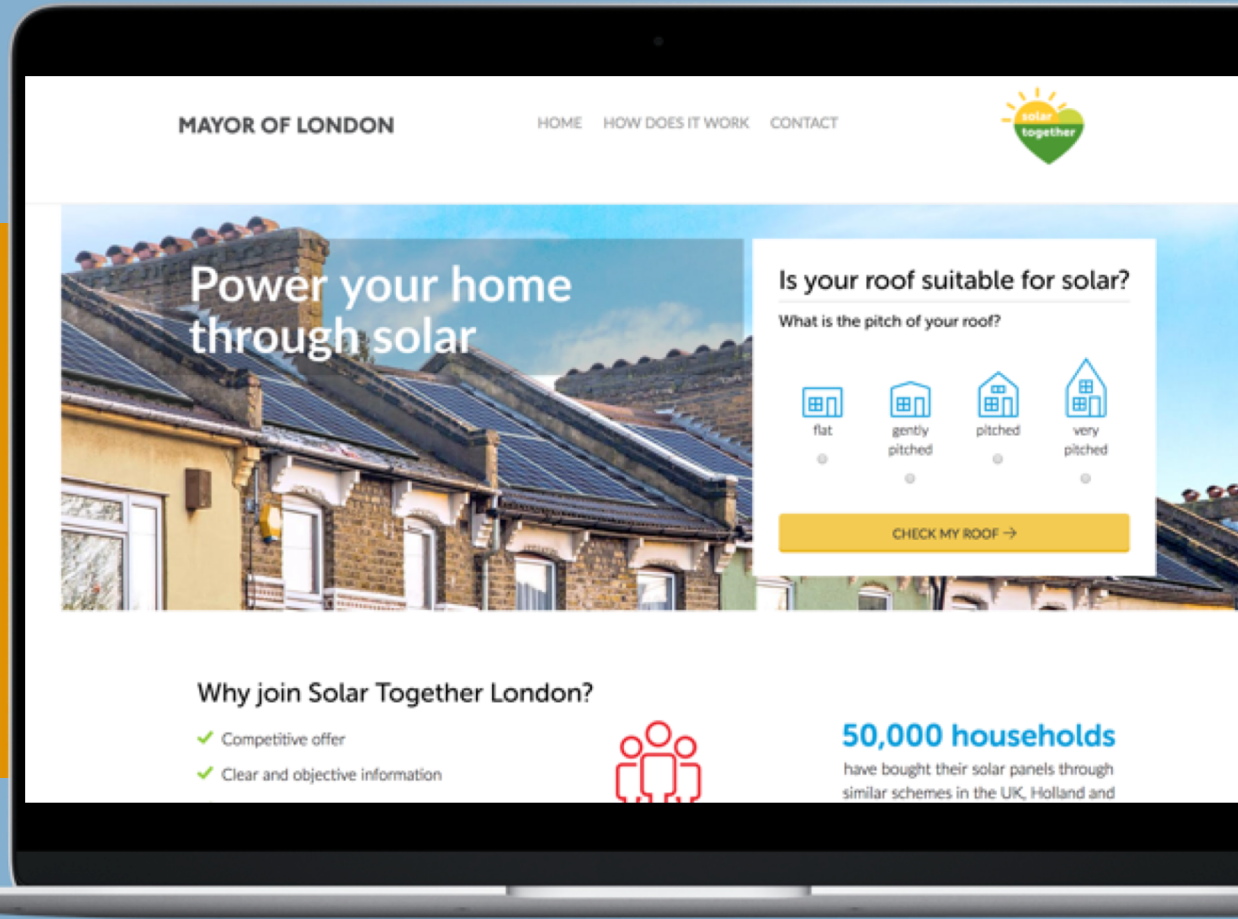 MAYOR OF LONDON
HOME HOW DOES IT WORK CONTACT
solar
together
Power your home
through solar
Is your roof suitable for solar?
What is the pitch of your roof?
flat
gently
pitched
pitched
very
pitched
CHECK MY ROOF →
Why join Solar Together London?
Competitive offer
Clear and objective information
50,000 households
have bought their solar panels through
similar schemes in the UK, Holland and